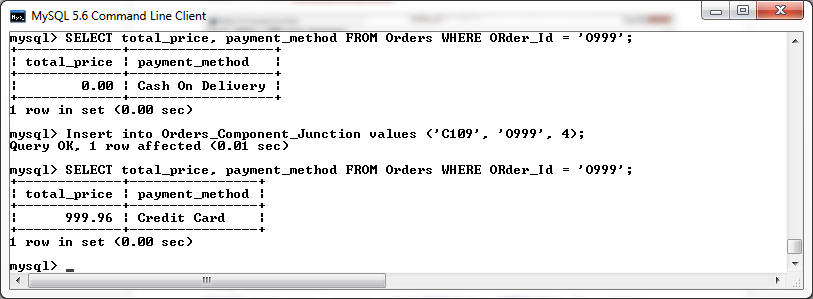 MySQL 5.6 Command Line Client
mysql> SELECT total_price, payment_method FROM Orders WHERE ORder_Id = 'O999';
+-------------+------------------+
| total_price | payment_method   |
+-------------+------------------+
|        0.00 | Cash On Delivery |
+-------------+------------------+
1 row in set (0.00 sec)
mysql> Insert into Orders_Component_Junction values ('C109', 'O999', 4);
Query OK, 1 row affected (0.01 sec)
mysql> SELECT total_price, payment_method FROM Orders WHERE ORder_Id = 'O999';
+-------------+----------------+
| total_price | payment_method |
+-------------+----------------+
|      999.96 | Credit Card    |
+-------------+----------------+
1 row in set (0.00 sec)
mysql> _